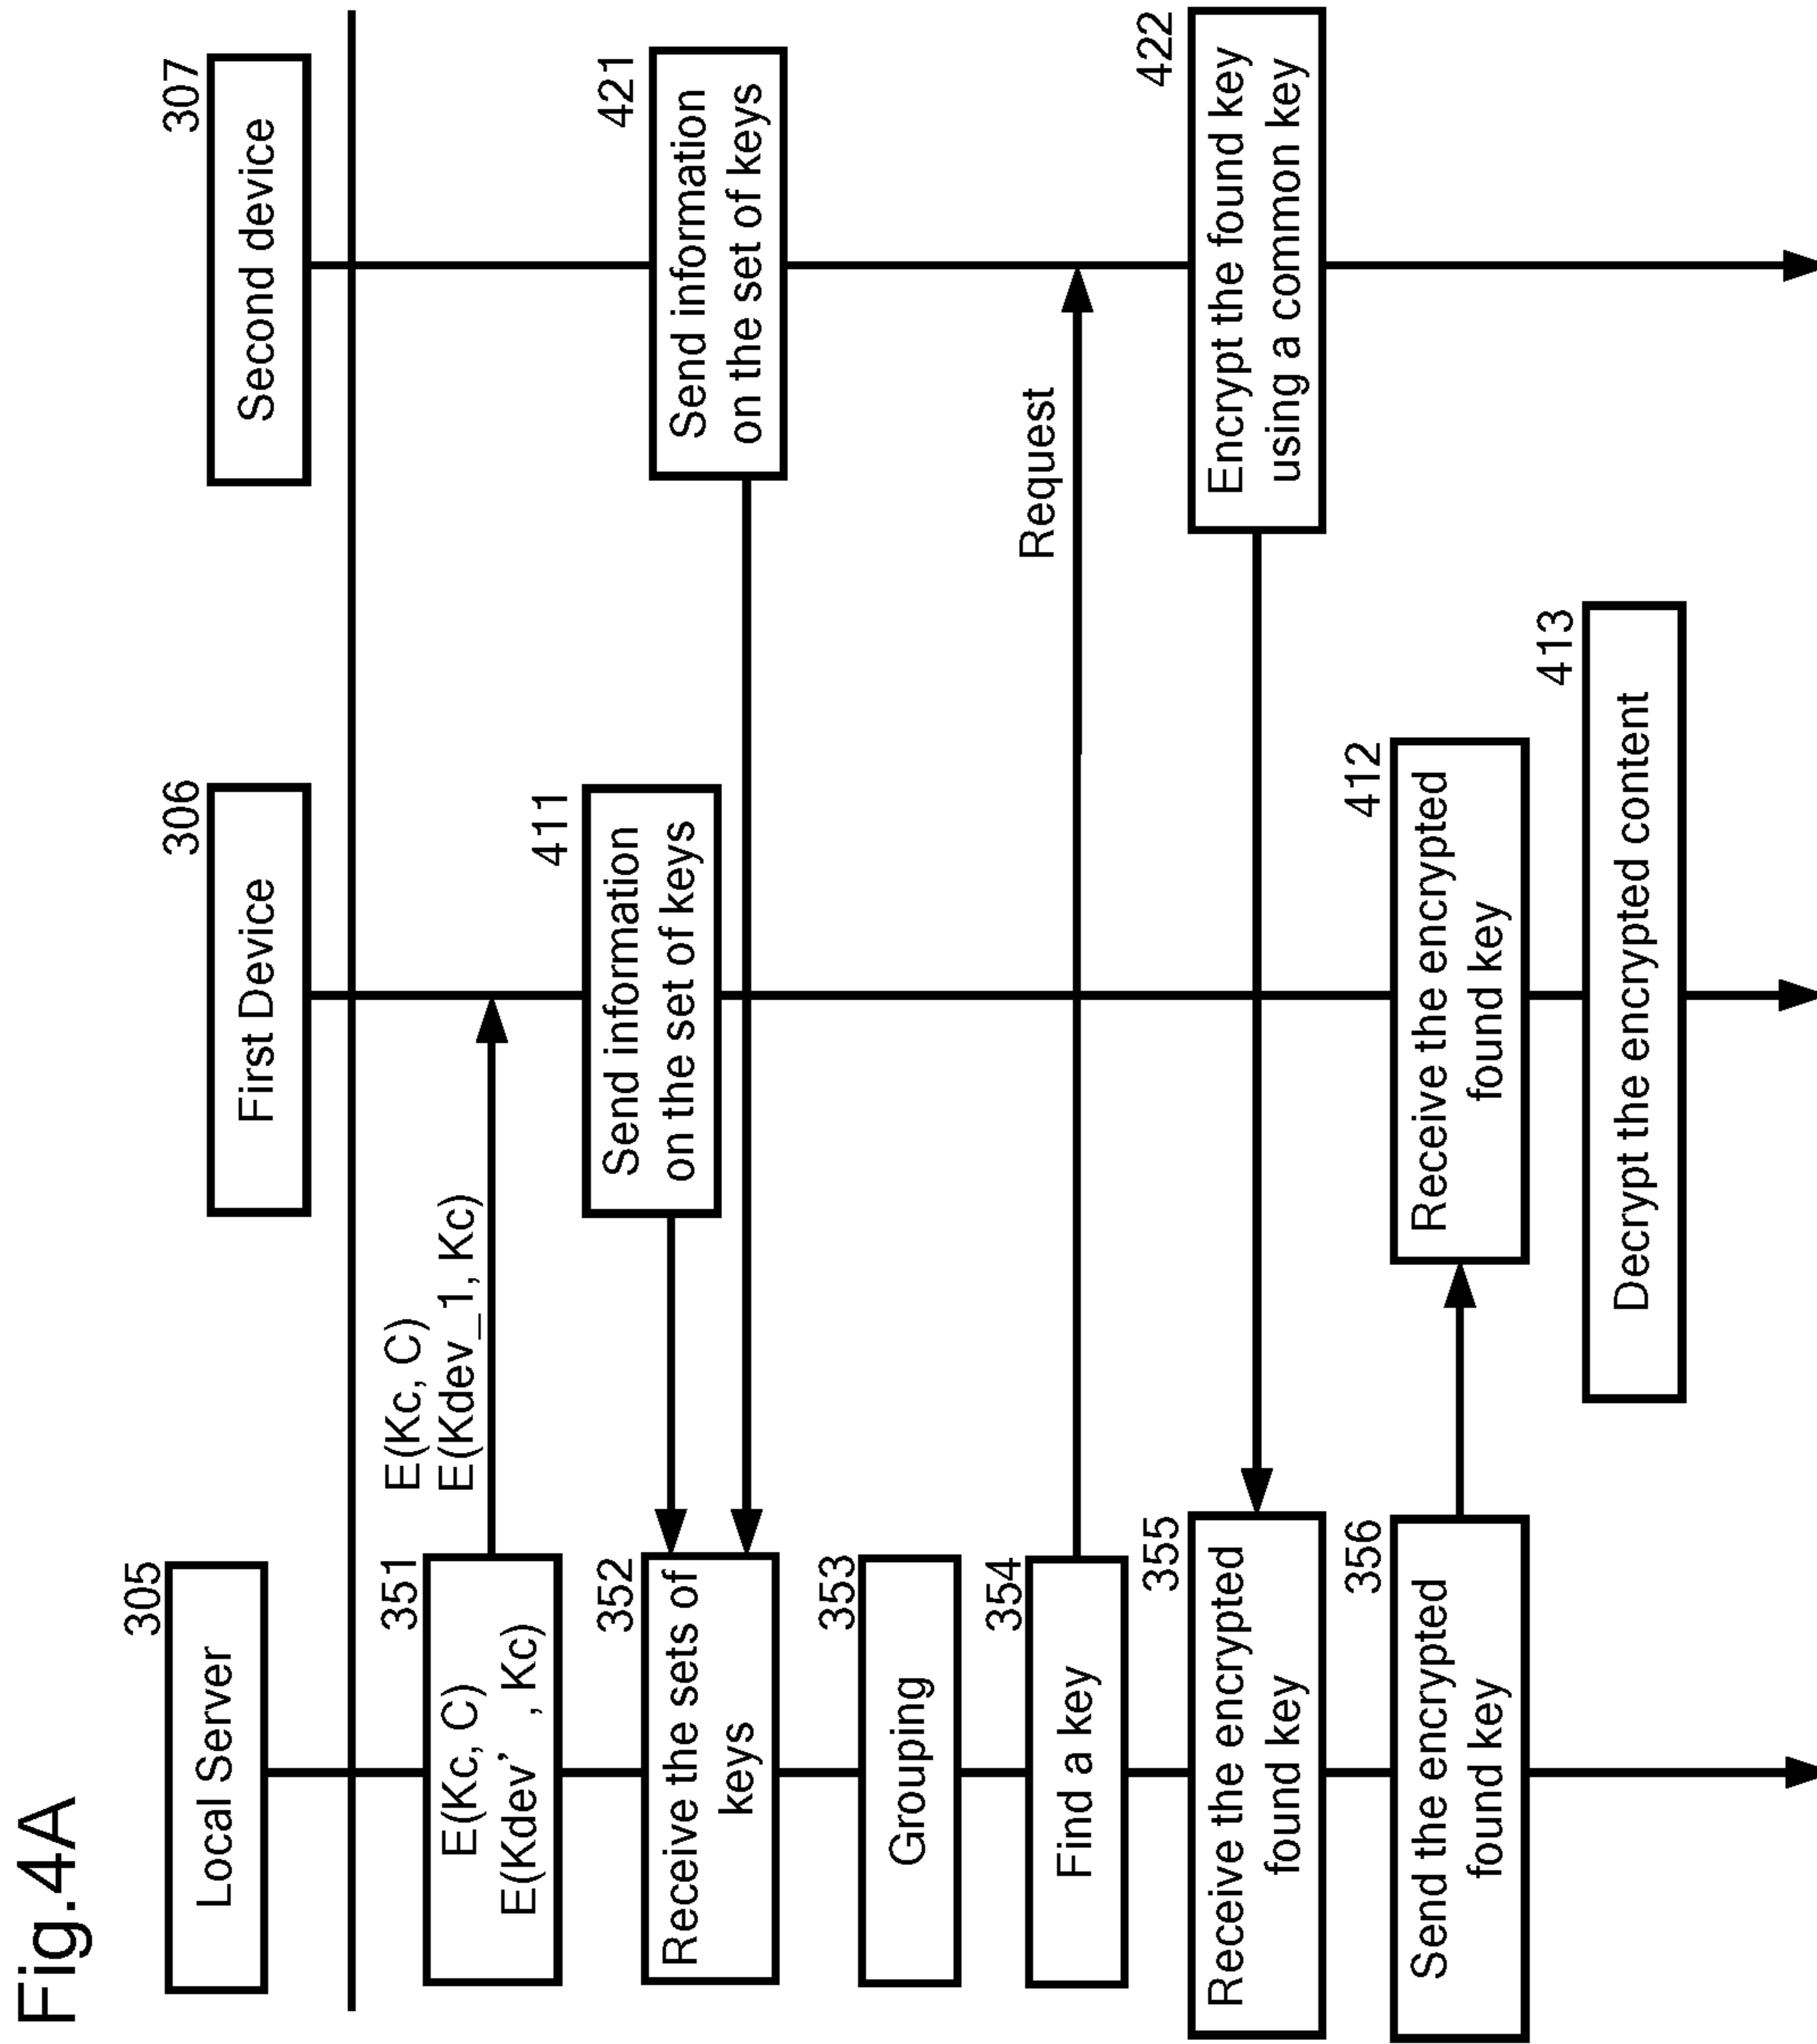 Fig.4A
305
Local Server
306
First Device
307
Second device
351
E(Kc, C)
E(Kdev', Kc)
E(Kc, C)
E(Kdev_1, Kc)
411
Send information
on the set of keys
421
Send information
on the set of keys
352
Receive the sets of
keys
353
Grouping
354
Find a key
Request
422
Encrypt the found key
using a common key
355
Receive the encrypted
found key
356
Send the encrypted
found key
412
Receive the encrypted
found key
413
Decrypt the encrypted content